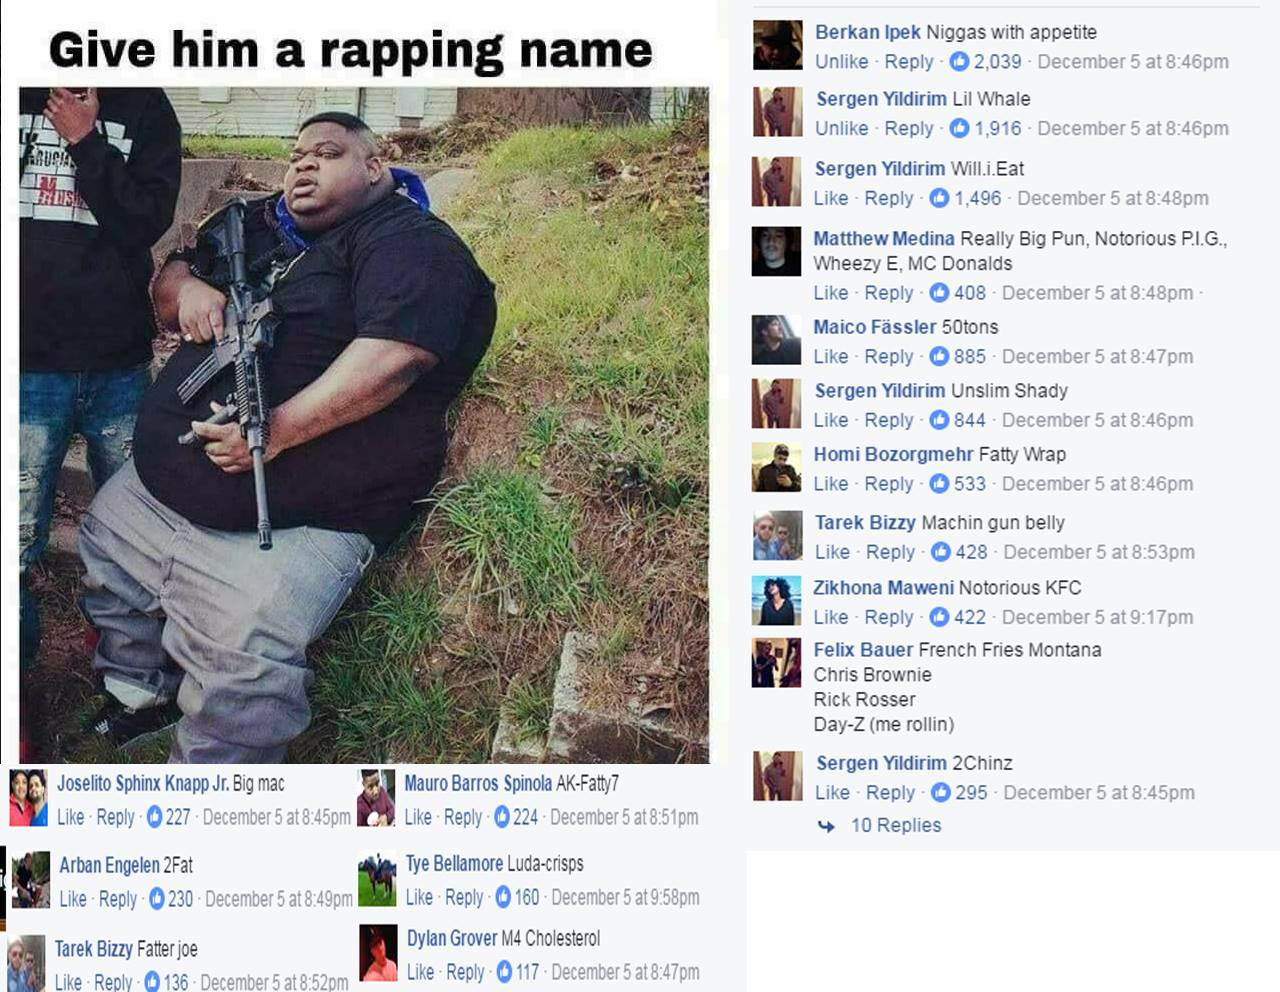 Give him a rapping name
Berkan Ipek Niggas with appetite
Unlike · Reply · 2,039 · December 5 at 8:46pm
Sergen Yildirim Lil Whale
Unlike · Reply · 1,916 · December 5 at 8:46pm
Sergen Yildirim Will.i.Eat
Like · Reply · 1,496 · December 5 at 8:48pm
Matthew Medina Really Big Pun, Notorious P.I.G.,
Wheezy E, MC Donalds
Like · Reply · 408 · December 5 at 8:48pm ·
Maico Fässler 50tons
Like · Reply · 885 · December 5 at 8:47pm
Sergen Yildirim Unslim Shady
Like · Reply · 844 · December 5 at 8:46pm
Homi Bozorgmehr Fatty Wrap
Like · Reply · 533 · December 5 at 8:46pm
Tarek Bizzy Machin gun belly
Like · Reply · 428 · December 5 at 8:53pm
Zikhona Maweni Notorious KFC
Like · Reply · 422 · December 5 at 9:17pm
Felix Bauer French Fries Montana
Chris Brownie
Rick Rosser
Day-Z (me rollin)
Sergen Yildirim 2Chinz
Like · Reply · 295 · December 5 at 8:45pm
10 Replies
Joselito Sphinx Knapp Jr. Big mac
Like · Reply · 227 · December 5 at 8:45pm
Mauro Barros Spinola AK-Fatty7
Like · Reply · 224 · December 5 at 8:51pm
Arban Engelen 2Fat
Like · Reply · 230 · December 5 at 8:49pm
Tye Bellamore Luda-crisps
Like · Reply · 160 · December 5 at 9:58pm
Tarek Bizzy Fatter joe
Like · Reply · 136 · December 5 at 8:52pm
Dylan Grover M4 Cholesterol
Like · Reply · 117 · December 5 at 8:47pm